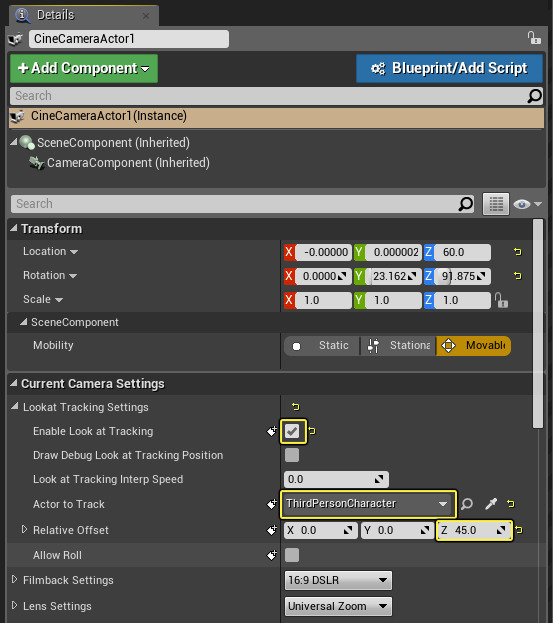 Details
CineCameraActor1
+ Add Component
Blueprint/Add Script
Search
CineCameraActor1(Instance)
SceneComponent (Inherited)
CameraComponent (Inherited)
Search
Transform
Location X -0.00000 Y 0.000002 Z 60.0
Rotation X 0.0000 Y 23.162 Z 91.875
Scale X 1.0 Y 1.0 Z 1.0
SceneComponent
Mobility Static Stationa Movable
Current Camera Settings
Lookat Tracking Settings
Enable Look at Tracking
Draw Debug Look at Tracking Position
Look at Tracking Interp Speed 0.0
Actor to Track ThirdPersonCharacter
Relative Offset X 0.0 Y 0.0 Z 45.0
Allow Roll
Filmback Settings 16:9 DSLR
Lens Settings Universal Zoom